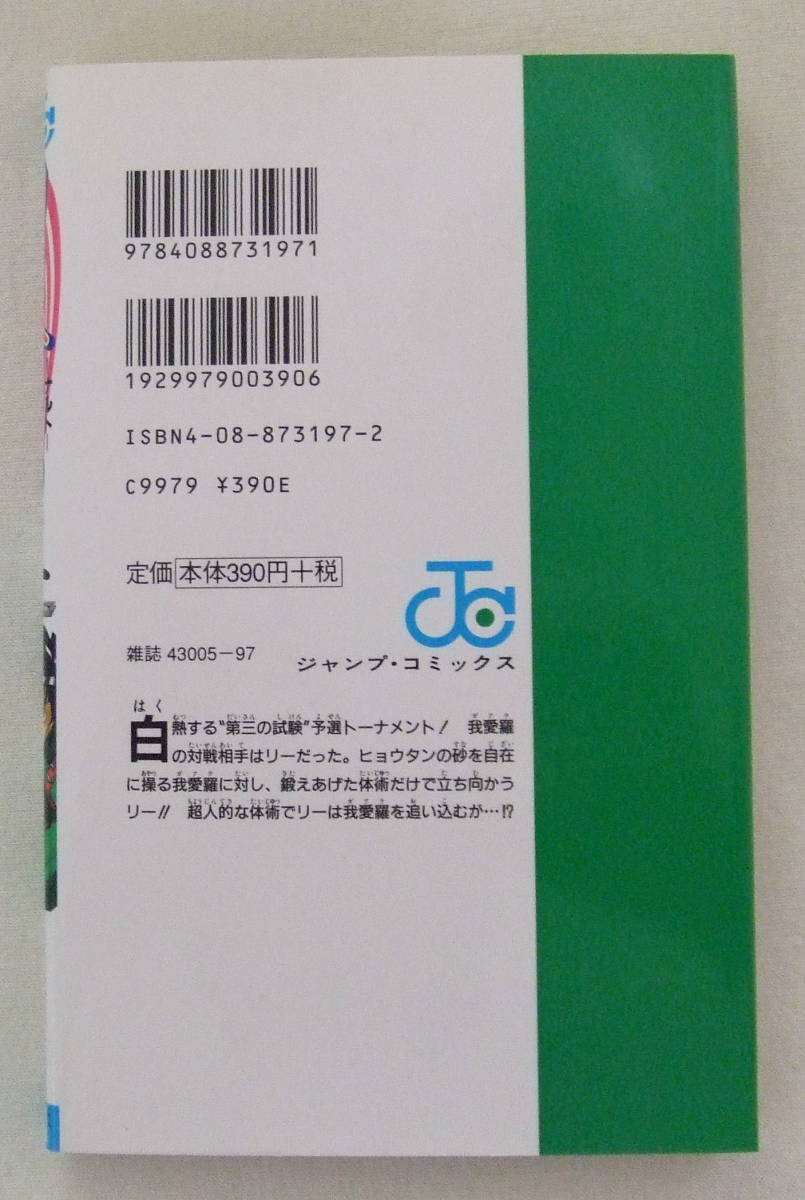 9784088731971
1929979003906
ISBN4-08-873197-2
C9979 ¥390E
定価 本体390円+税
雑誌 43005-97
ジャンプ・コミックス
白熱する“第三の試験”予選トーナメント! 我愛羅
の対戦相手はリーだった。ヒョウタンの砂を自在
に操る我愛羅に対し、鍛えあげた体術だけで立ち向かう
リー!! 超人的な体術でリーは我愛羅を追い込むが…!?